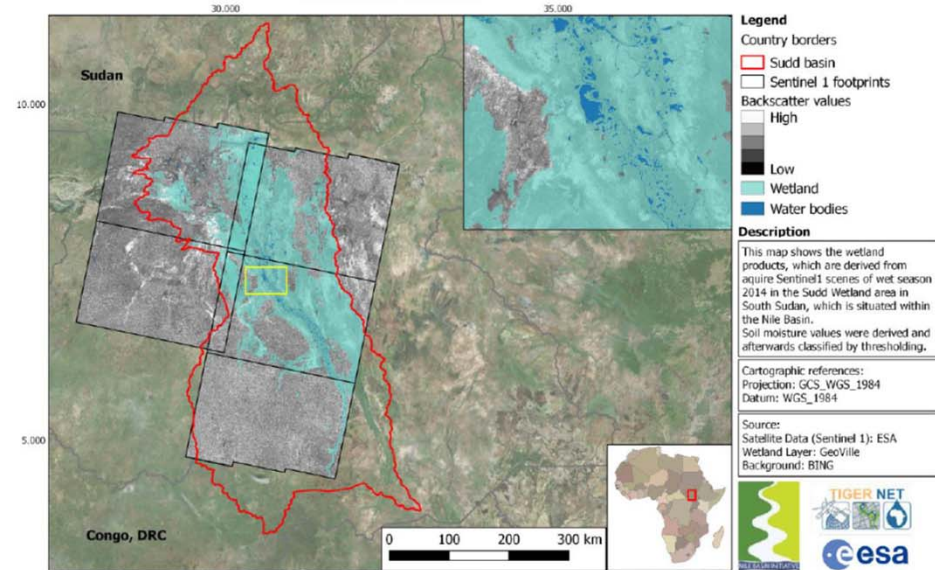 30.000
35.000
10.000
5.000
Sudan
Congo, DRC
0 100 200 300 km
Legend
Country borders
Sudd basin
Sentinel 1 footprints
Backscatter values
High
Low
Wetland
Water bodies
Description
This map shows the wetland
products, which are derived from
aquire Sentinel1 scenes of wet season
2014 in the Sudd Wetland area in
South Sudan, which is situated within
the Nile Basin.
Soil moisture values were derived and
afterwards classified by thresholding.
Cartographic references:
Projection: GCS_WGS_1984
Datum: WGS_1984
Source:
Satellite Data (Sentinel 1): ESA
Wetland Layer: GeoVille
Background: BING
NILE BASIN INITIATIVE
TIGER NET
esa